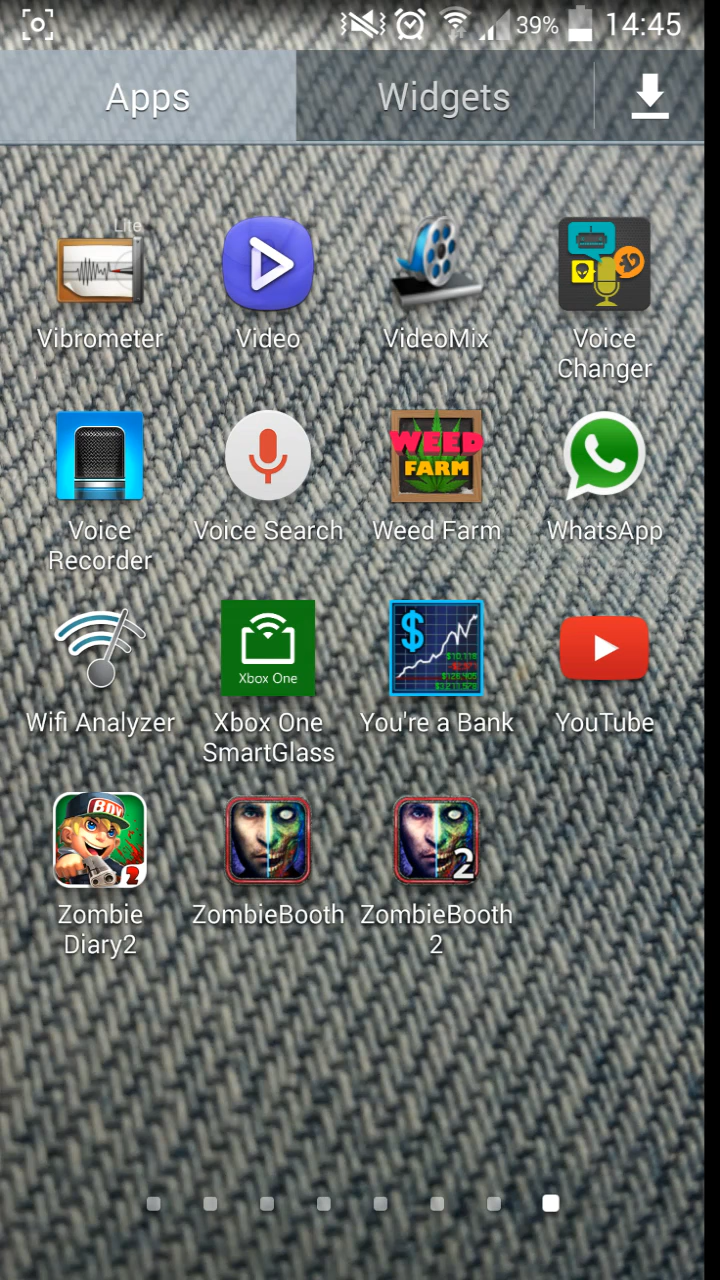 39% 14:45
Apps Widgets
Lite
Vibrometer Video VideoMix Voice Changer
WEED FARM
Voice Recorder Voice Search Weed Farm WhatsApp
Xbox One
$
Wifi Analyzer Xbox One SmartGlass You're a Bank YouTube
BOY
2
2
Zombie Diary2 ZombieBooth ZombieBooth 2